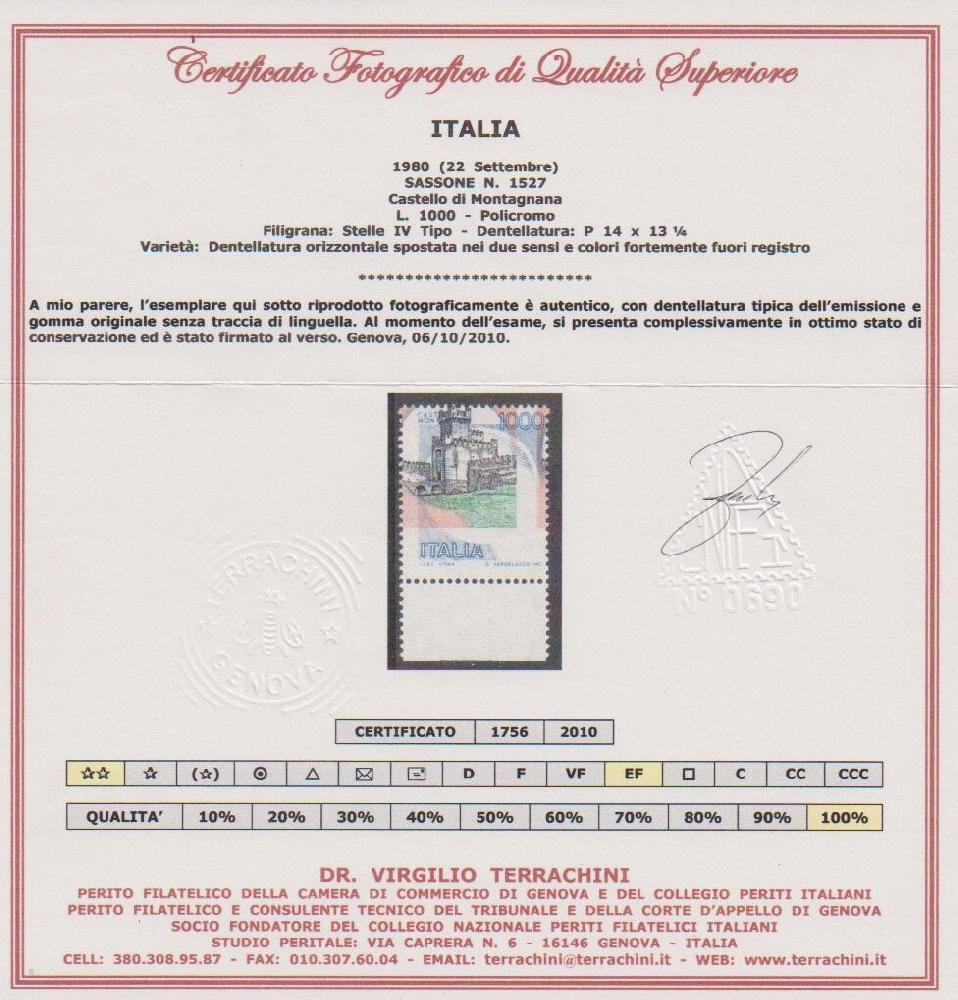 Certificato Fotografico di Qualità Superiore
ITALIA
1980 (22 Settembre)
SASSONE N. 1527
Castello di Montagnana
L. 1000 - Policromo
Filigrana: Stelle IV Tipo - Dentellatura: P 14 x 13 ¼
Varietà: Dentellatura orizzontale spostata nei due sensi e colori fortemente fuori registro
*************************
A mio parere, l'esemplare qui sotto riprodotto fotograficamente è autentico, con dentellatura tipica dell'emissione e
gomma originale senza traccia di linguella. Al momento dell'esame, si presenta complessivamente in ottimo stato di
conservazione ed è stato firmato al verso. Genova, 06/10/2010.
1000
ITALIA
TERRACHINI
GENOVA
N° 0690
CERTIFICATO 1756 2010
D F VF EF C CC CCC
QUALITA' 10% 20% 30% 40% 50% 60% 70% 80% 90% 100%
DR. VIRGILIO TERRACHINI
PERITO FILATELICO DELLA CAMERA DI COMMERCIO DI GENOVA E DEL COLLEGIO PERITI ITALIANI
PERITO FILATELICO E CONSULENTE TECNICO DEL TRIBUNALE E DELLA CORTE D'APPELLO DI GENOVA
SOCIO FONDATORE DEL COLLEGIO NAZIONALE PERITI FILATELICI ITALIANI
STUDIO PERITALE: VIA CAPRERA N. 6 - 16146 GENOVA - ITALIA
CELL: 380.308.95.87 - FAX: 010.307.60.04 - EMAIL: terrachini@terrachini.it - WEB: www.terrachini.it